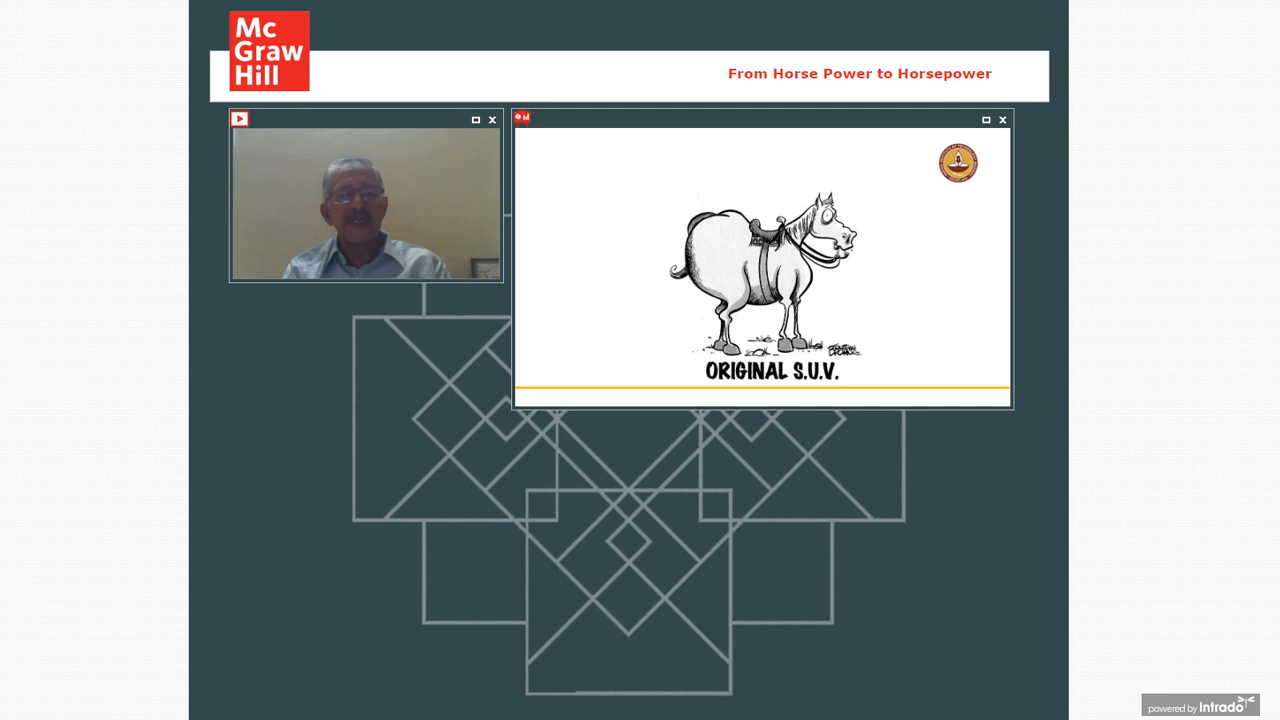 Mc
Graw
Hill
From Horse Power to Horsepower
ORIGINAL S.U.V.
powered by Intrado